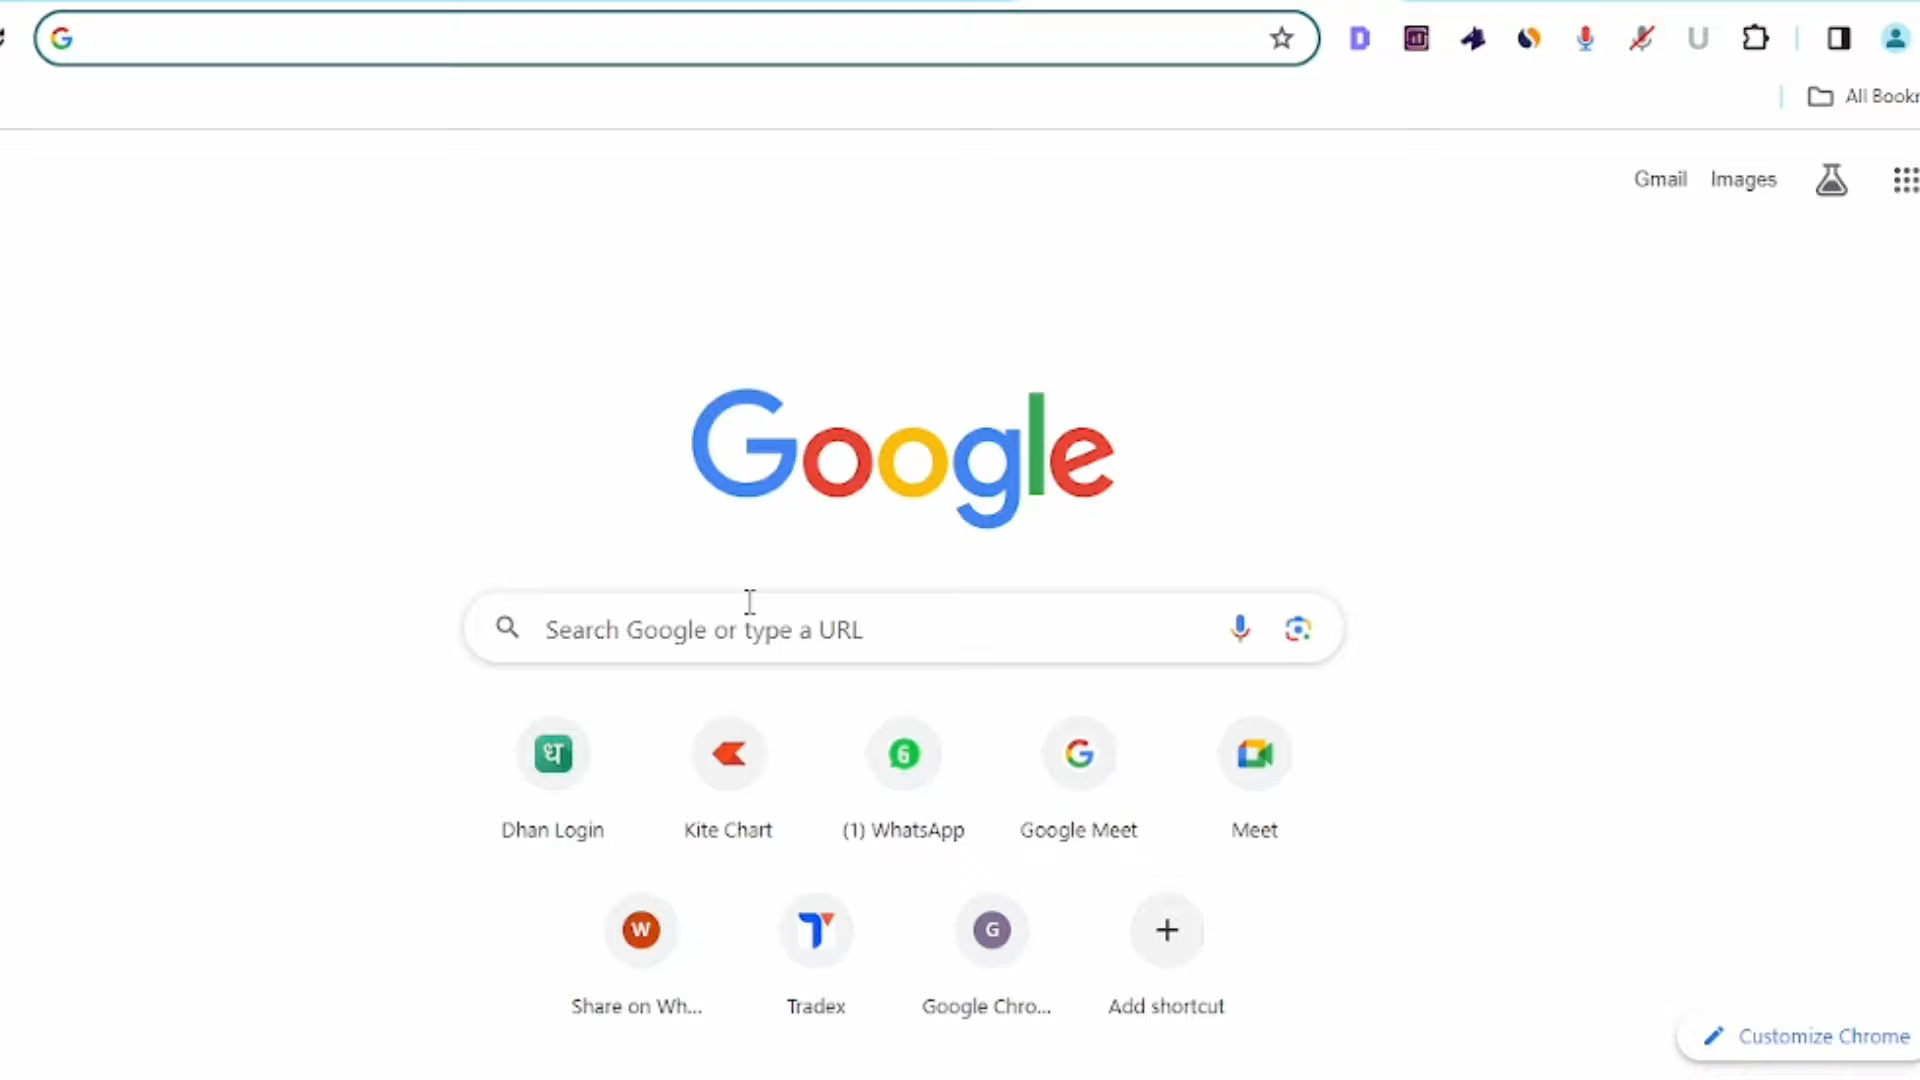 All Bookr
Gmail Images
Google
Search Google or type a URL
ध
6
Dhan Login Kite Chart (1) WhatsApp Google Meet Meet
W
G
Share on Wh... Tradex Google Chro... Add shortcut
Customize Chrome